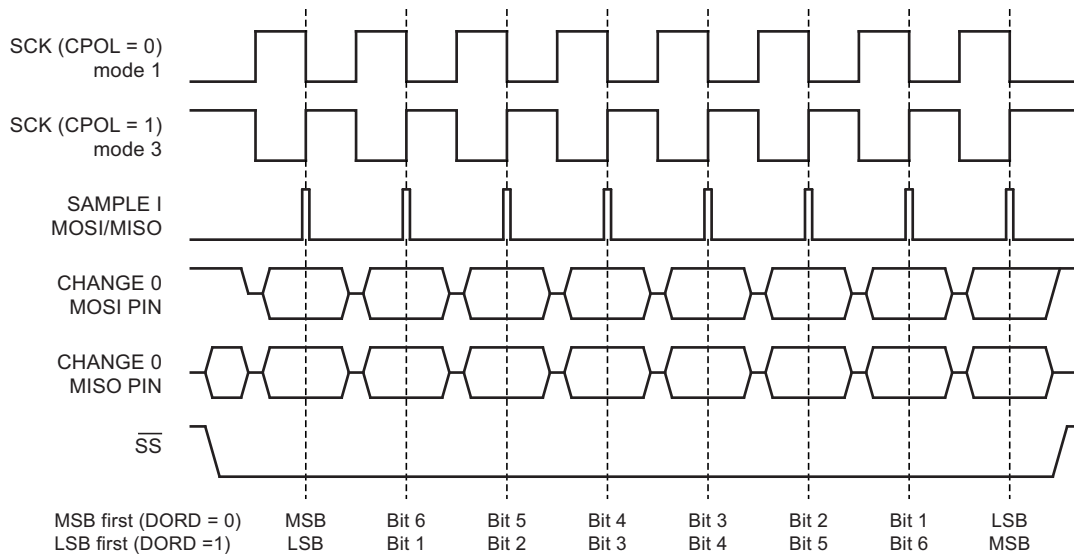 SCK (CPOL = 0)
mode 1
SCK (CPOL = 1)
mode 3
SAMPLE I
MOSI/MISO
CHANGE 0
MOSI PIN
CHANGE 0
MISO PIN
SS
MSB first (DORD = 0) MSB Bit 6 Bit 5 Bit 4 Bit 3 Bit 2 Bit 1 LSB
LSB first (DORD =1) LSB Bit 1 Bit 2 Bit 3 Bit 4 Bit 5 Bit 6 MSB